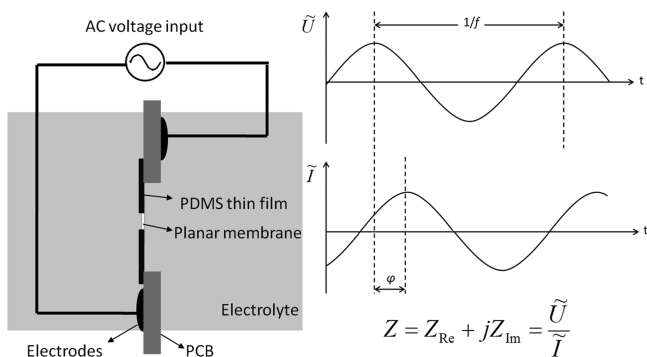 AC voltage input
PDMS thin film
Planar membrane
Electrolyte
Electrodes
PCB
Ũ
1/f
t
Ĩ
t
φ
Z = Z_Re + jZ_Im = Ũ / Ĩ